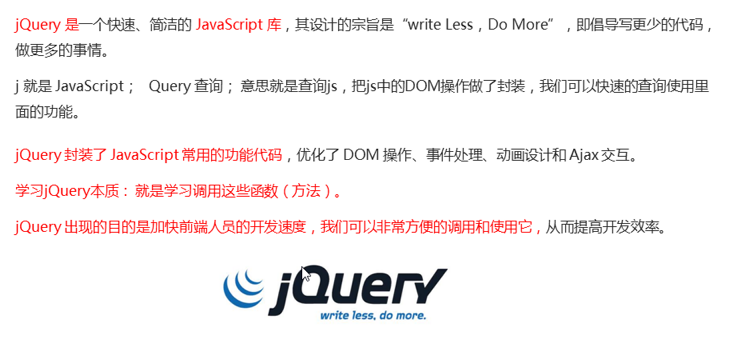 jQuery 是一个快速、简洁的 JavaScript 库，其设计的宗旨是“write Less，Do More”，即倡导写更少的代码，
做更多的事情。
j 就是 JavaScript； Query 查询； 意思就是查询js，把js中的DOM操作做了封装，我们可以快速的查询使用里
面的功能。
jQuery 封装了 JavaScript 常用的功能代码，优化了 DOM 操作、事件处理、动画设计和 Ajax 交互。
学习jQuery本质： 就是学习调用这些函数（方法）。
jQuery 出现的目的是加快前端人员的开发速度，我们可以非常方便的调用和使用它，从而提高开发效率。
jQuery
write less, do more.